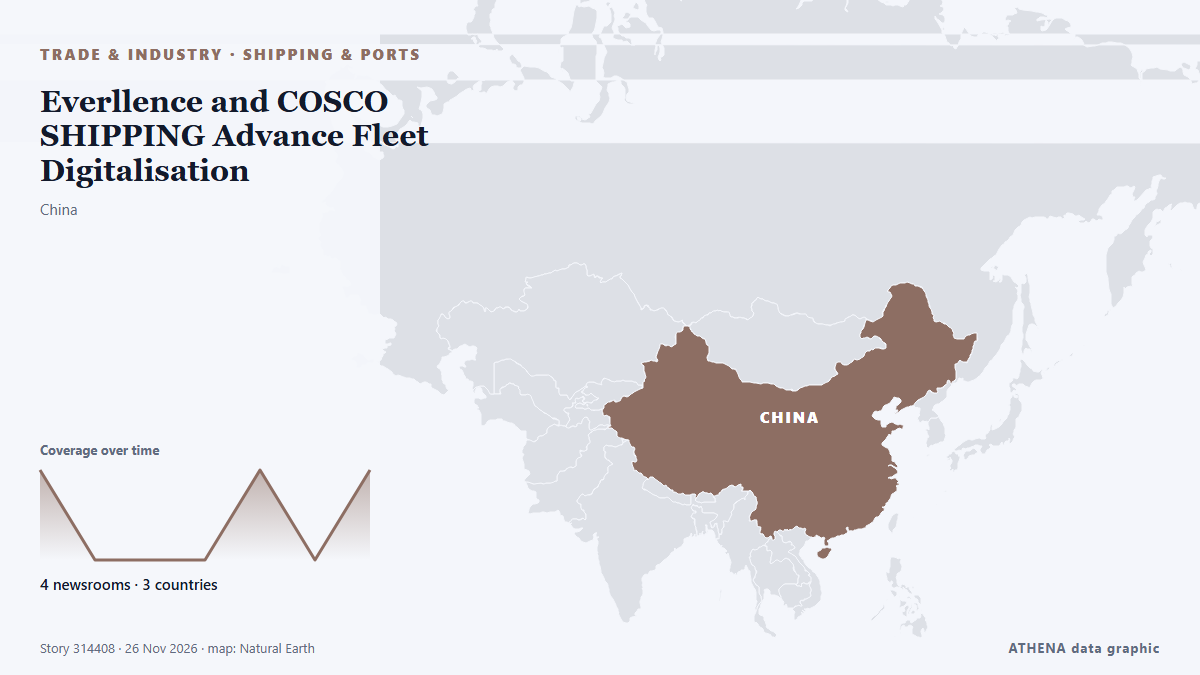 TRADE & INDUSTRY · SHIPPING & PORTS
Everllence and COSCO
SHIPPING Advance Fleet
Digitalisation
China
CHINA
Coverage over time
4 newsrooms · 3 countries
Story 314408 · 26 Nov 2026 · map: Natural Earth
ATHENA data graphic